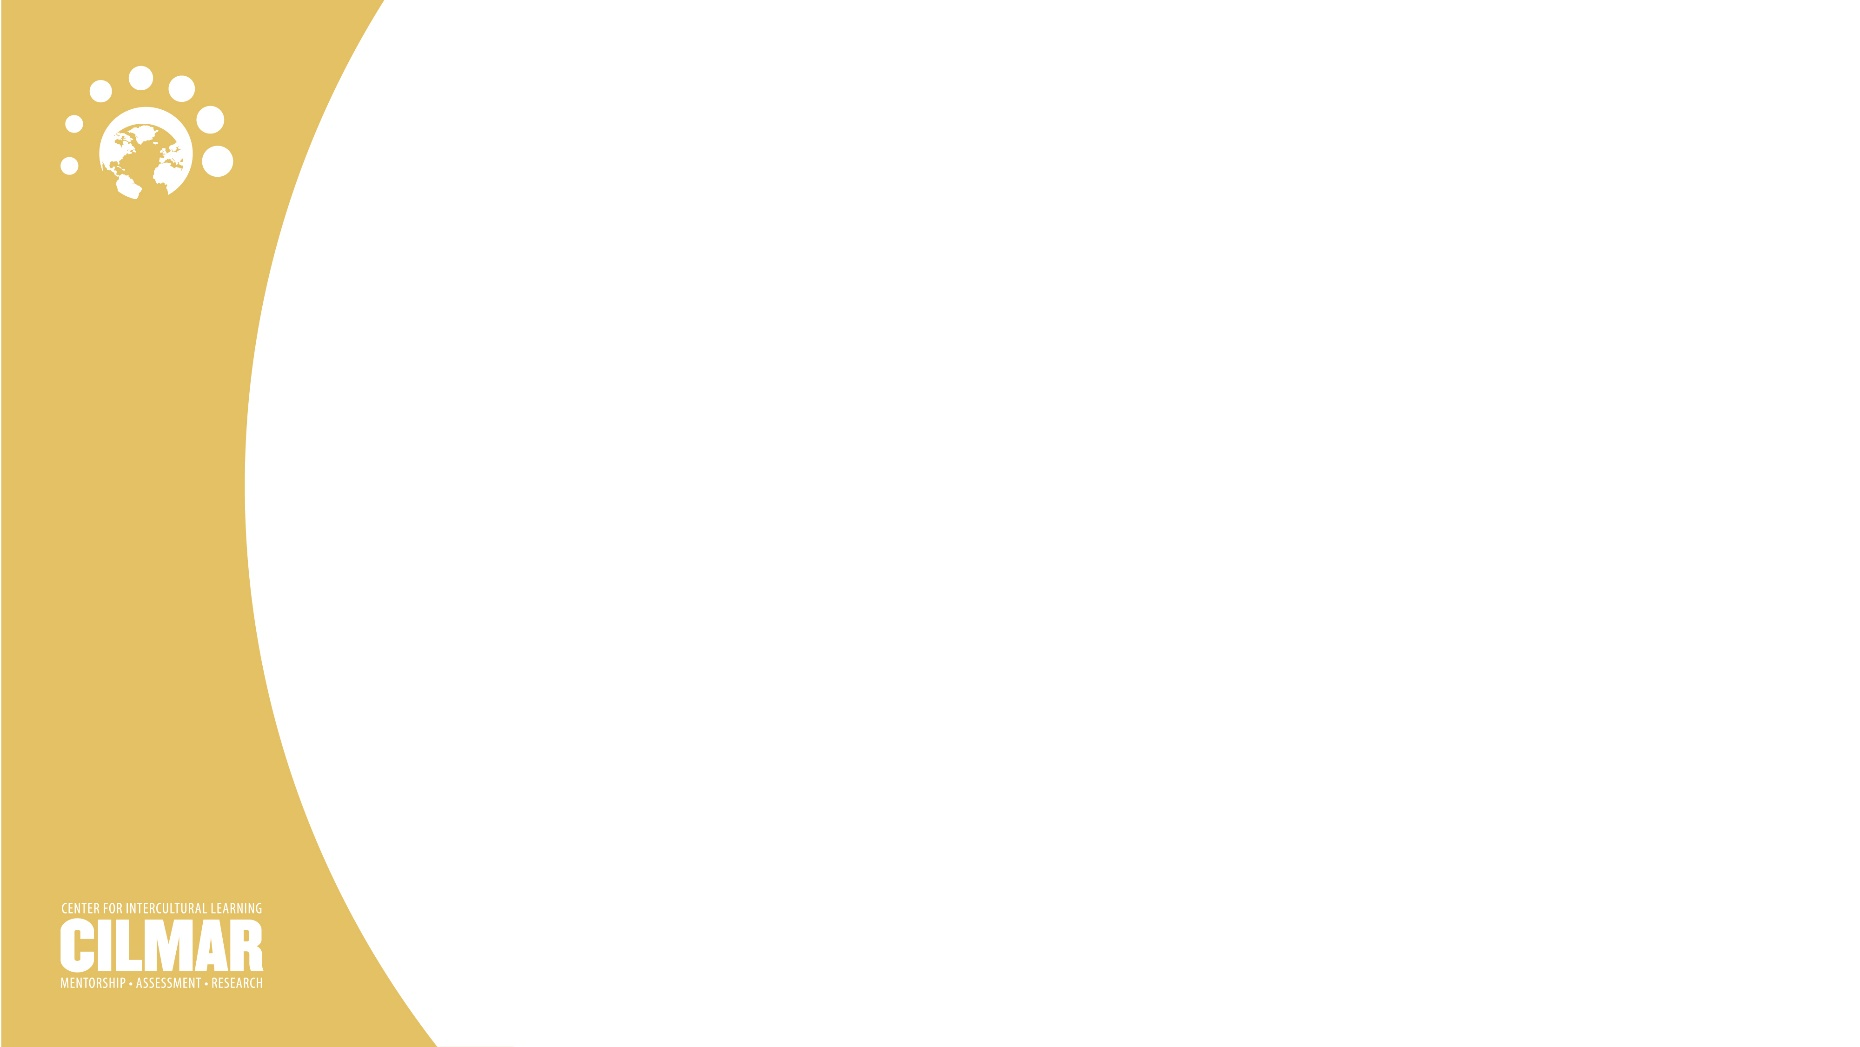 CENTER FOR INTERCULTURAL LEARNING
CILMAR
MENTORSHIP • ASSESSMENT • RESEARCH